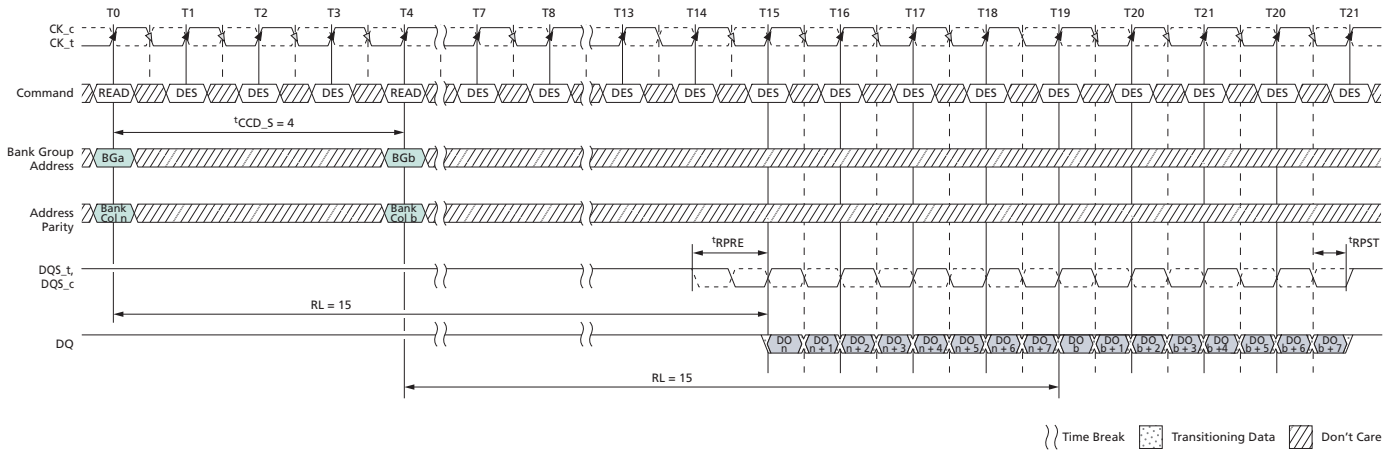 T0 T1 T2 T3 T4 T7 T8 T13 T14 T15 T16 T17 T18 T19 T20 T21 T20 T21
CK_c
CK_t
Command READ DES DES DES READ DES DES DES DES DES DES DES DES DES DES DES DES DES
tCCD_S = 4
Bank Group
Address
BGa BGb
Address
Parity
Bank
Col n
Bank
Col b
tRPRE tRPST
DQS_t,
DQS_c
RL = 15
DQ
DO
n
DO
n + 1
DO
n + 2
DO
n + 3
DO
n + 4
DO
n + 5
DO
n + 6
DO
n + 7
DO
b
DO
b + 1
DO
b + 2
DO
b + 3
DO
b + 4
DO
b + 5
DO
b + 6
DO
b + 7
RL = 15
Time Break Transitioning Data Don't Care